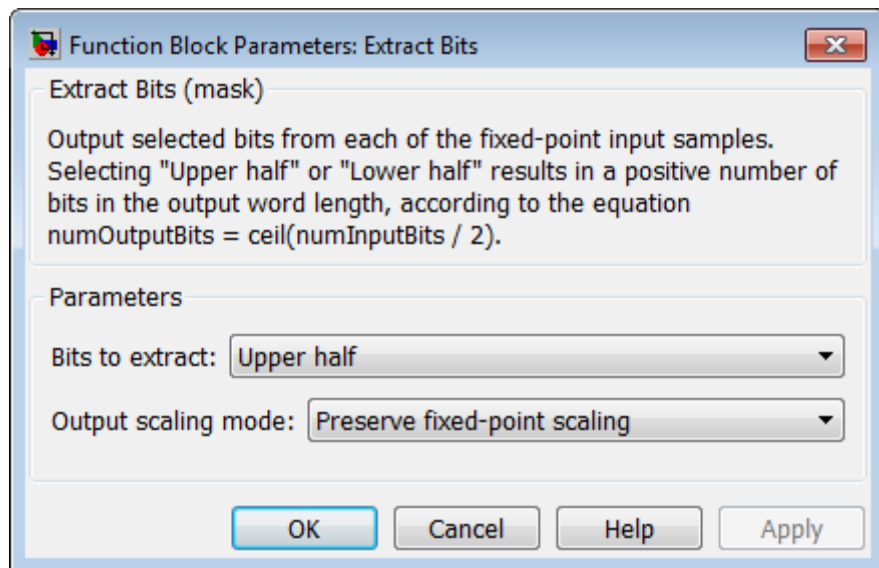 Function Block Parameters: Extract Bits
Extract Bits (mask)
Output selected bits from each of the fixed-point input samples.
Selecting "Upper half" or "Lower half" results in a positive number of
bits in the output word length, according to the equation
numOutputBits = ceil(numInputBits / 2).
Parameters
Bits to extract: Upper half
Output scaling mode: Preserve fixed-point scaling
OK Cancel Help Apply